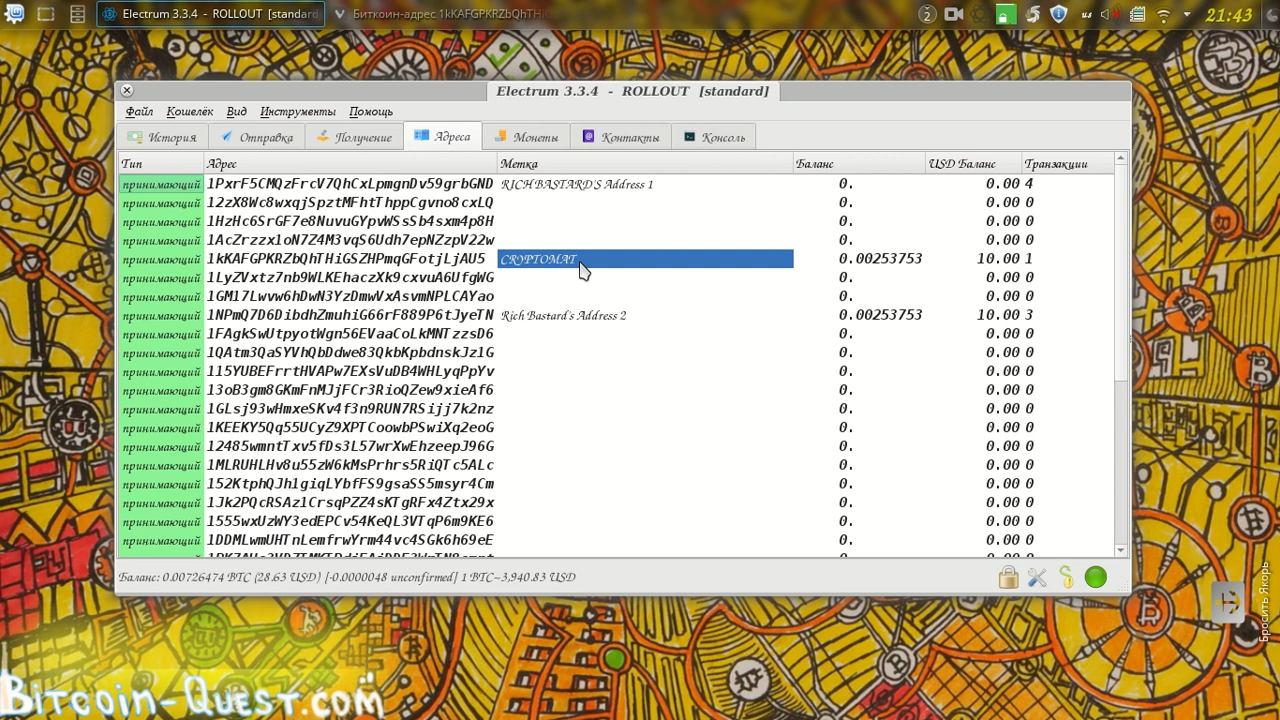 Electrum 3.3.4 - ROLLOUT [standard
Биткоин-адрес 1kKAFGPKRZbQhTHiG
2
us
21:43
Electrum 3.3.4 - ROLLOUT [standard]
Файл Кошелёк Вид Инструменты Помощь
История Отправка Получение Адреса Монеты Контакты Консоль
Тип Адрес Метка Баланс USD Баланс Транзакции
принимающий 1PxrF5CMQzFrcV7QhCxLpmgnDv59grbGND RICH BASTARD'S Address 1 0. 0.00 4
принимающий 12zX8Wc8wxqjSpztMFhtThppCgvno8cxLQ 0. 0.00 0
принимающий 1HzHc6SrGF7e8NuvuGYpvWSsSb4sxm4p8H 0. 0.00 0
принимающий 1AcZrzzx1oN7Z4M3vqS6Udh7epNZzpV22w 0. 0.00 0
принимающий 1kKAFGPKRZbQhTHiGSZHPmqGFotjLjAU5 CRYPTOMAT 0.00253753 10.00 1
принимающий 1LyZVxtz7nb9WLKEhaczXk9cxvuA6UfgWG 0. 0.00 0
принимающий 1GM17Lwvw6hDwN3YzDmwVxAsvmNPLCAYao 0. 0.00 0
принимающий 1NPmQ7D6DibdhZmuhiG66rF889P6tJyeTN Rich Bastard's Address 2 0.00253753 10.00 3
принимающий 1FAgkSwUtpyotWgn56EVaaCoLkMNTzzsD6 0. 0.00 0
принимающий 1QAtm3QaSYVhQbDdwe83QkbKpbdnskJz1G 0. 0.00 0
принимающий 115YUBEFrrtHVAPw7EXsVuDB4WHLyqPpYv 0. 0.00 0
принимающий 13oB3gm8GKmFnMJjFCr3RioQZew9xieAf6 0. 0.00 0
принимающий 1GLsj93wHmxeSKv4f3n9RUN7RSijj7k2nz 0. 0.00 0
принимающий 1KEEKY5Qq55UCyZ9XPTCoowbPSwiXq2eoG 0. 0.00 0
принимающий 12485wmntTxv5fDs3L57wrXwEhzeepJ96G 0. 0.00 0
принимающий 1MLRUHLHv8u55zW6kMsPrhrs5RiQTc5ALc 0. 0.00 0
принимающий 152KtphQJh1giqLYbfFS9gsaSS5msyr4Cm 0. 0.00 0
принимающий 1Jk2PQcRSAz1CrsqPZZ4sKTgRFx4Ztx29x 0. 0.00 0
принимающий 1555wxUzWY3edEPCv54KeQL3VTqP6m9KE6 0. 0.00 0
принимающий 1DDMLwmUHTnLemfrwYrm44vc4SGk6h69eE 0. 0.00 0
Баланс: 0.00726474 BTC (28.63 USD) [-0.0000048 unconfirmed] 1 BTC~3,940.83 USD
Бросить Якорь
Bitcoin-Quest.com